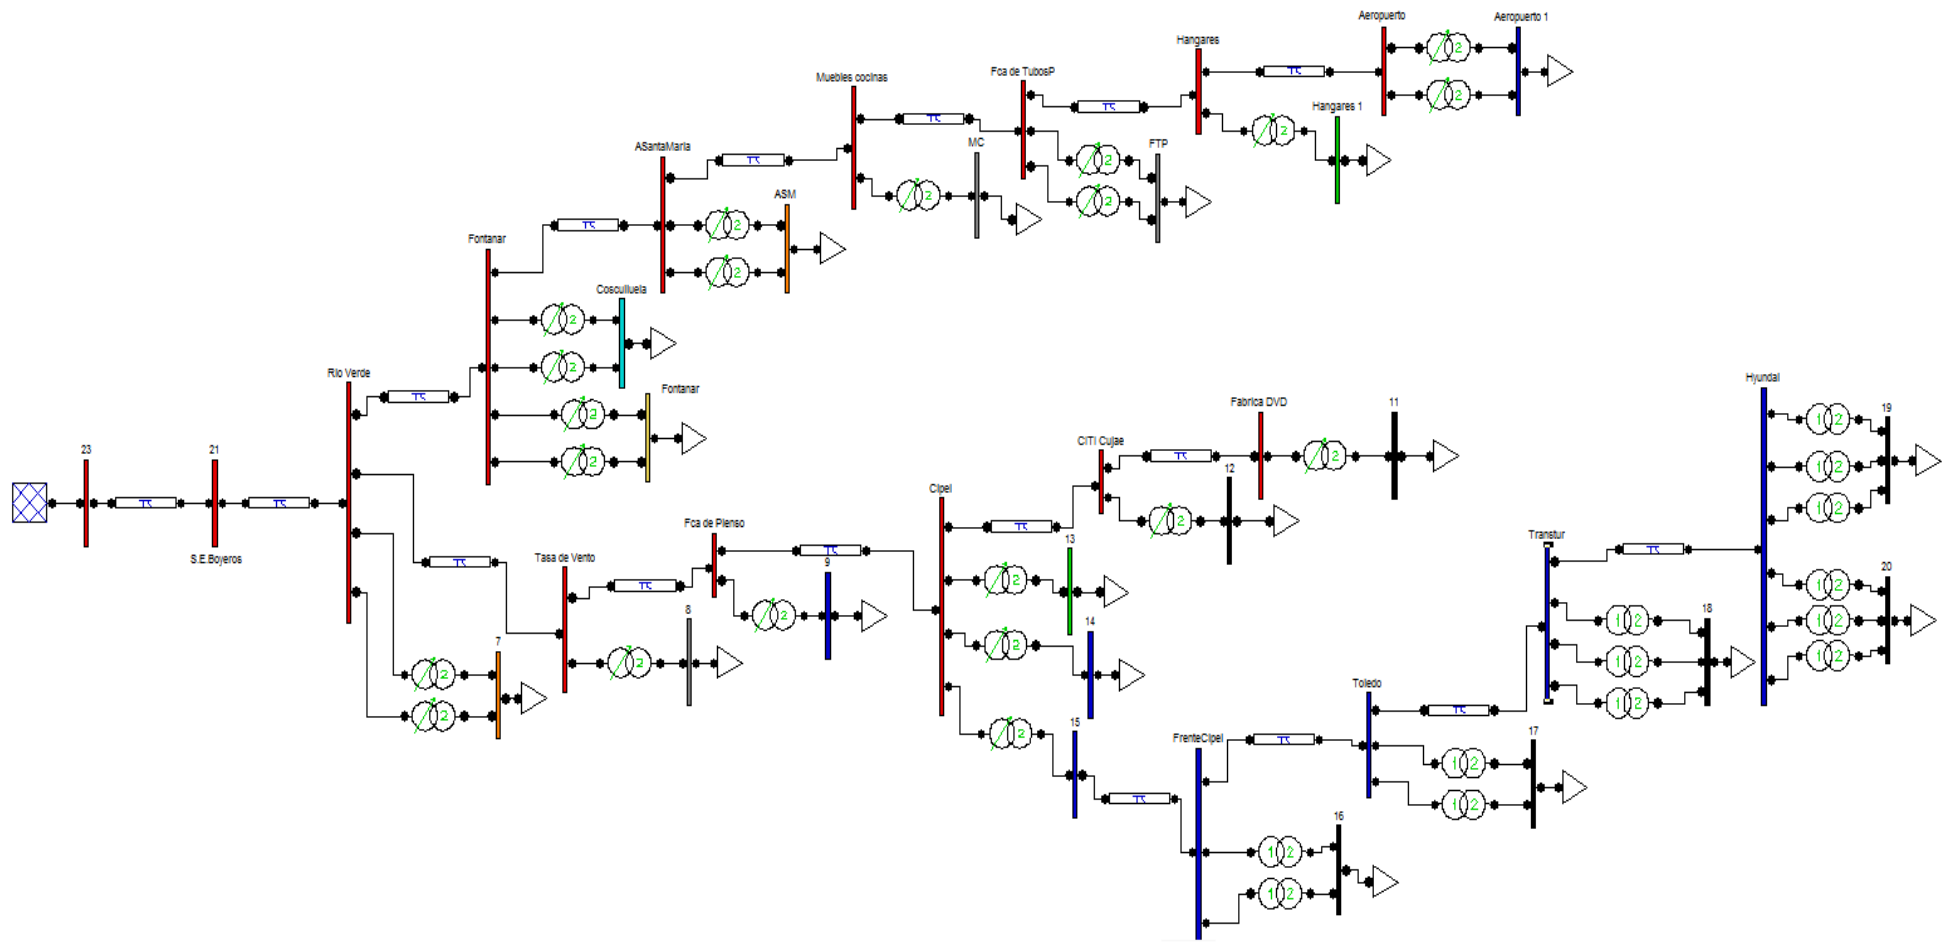 Aeropuerto
Aeropuerto 1
Hangares
Fca de TubosP
Muebles cocinas
Hangares 1
MC
FTP
ASantaMaria
ASM
Fontanar
Cosculluela
Rio Verde
Fontanar
Hyundai
Fabrica DVD
11
19
CITI Cujae
23
21
12
Cipel
Fca de Pienso
Transtur
13
S.E.Boyeros
Tasa de Vento
9
20
8
18
14
7
Toledo
15
FrenteCipel
17
16